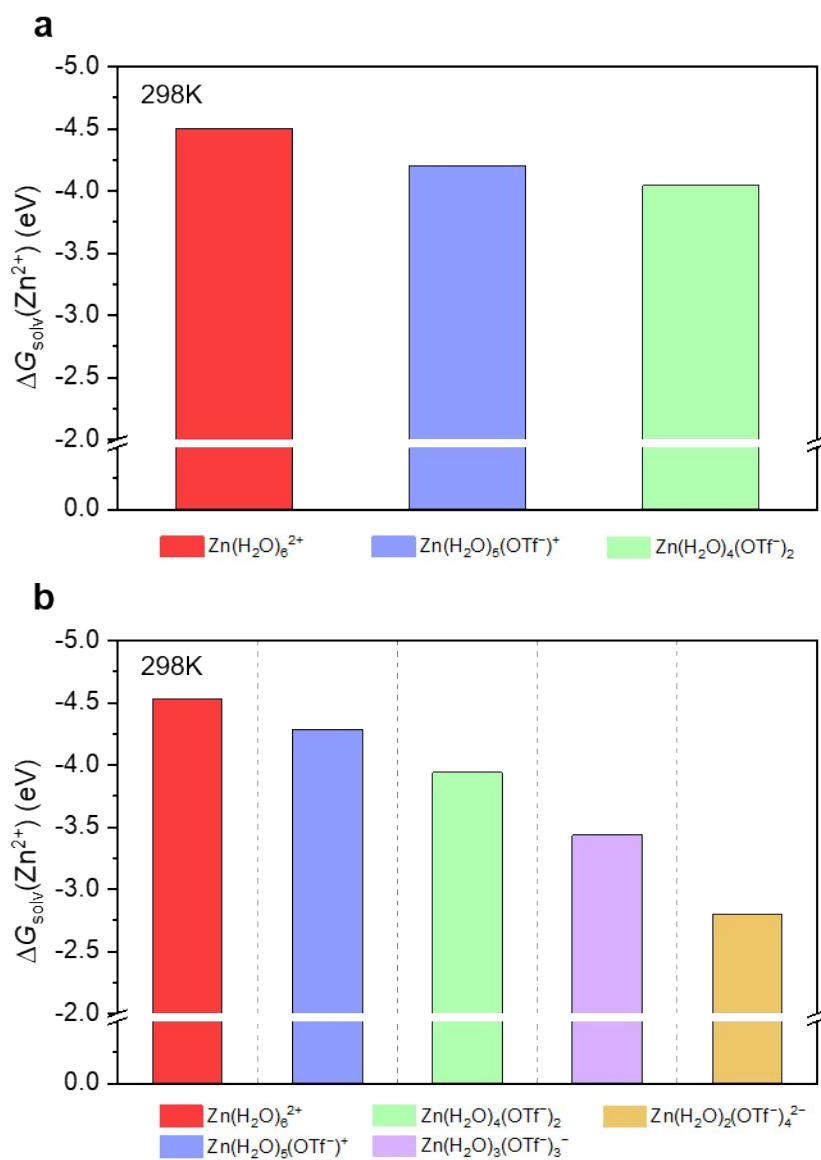 a
298K
-5.0
-4.5
-4.0
-3.5
-3.0
-2.5
-2.0
0.0
ΔG_solv(Zn²⁺) (eV)
Zn(H₂O)₆²⁺ Zn(H₂O)₅(OTf⁻)⁺ Zn(H₂O)₄(OTf⁻)₂
b
298K
-5.0
-4.5
-4.0
-3.5
-3.0
-2.5
-2.0
0.0
ΔG_solv(Zn²⁺) (eV)
Zn(H₂O)₆²⁺ Zn(H₂O)₄(OTf⁻)₂ Zn(H₂O)₂(OTf⁻)₄²⁻
Zn(H₂O)₅(OTf⁻)⁺ Zn(H₂O)₃(OTf⁻)₃⁻